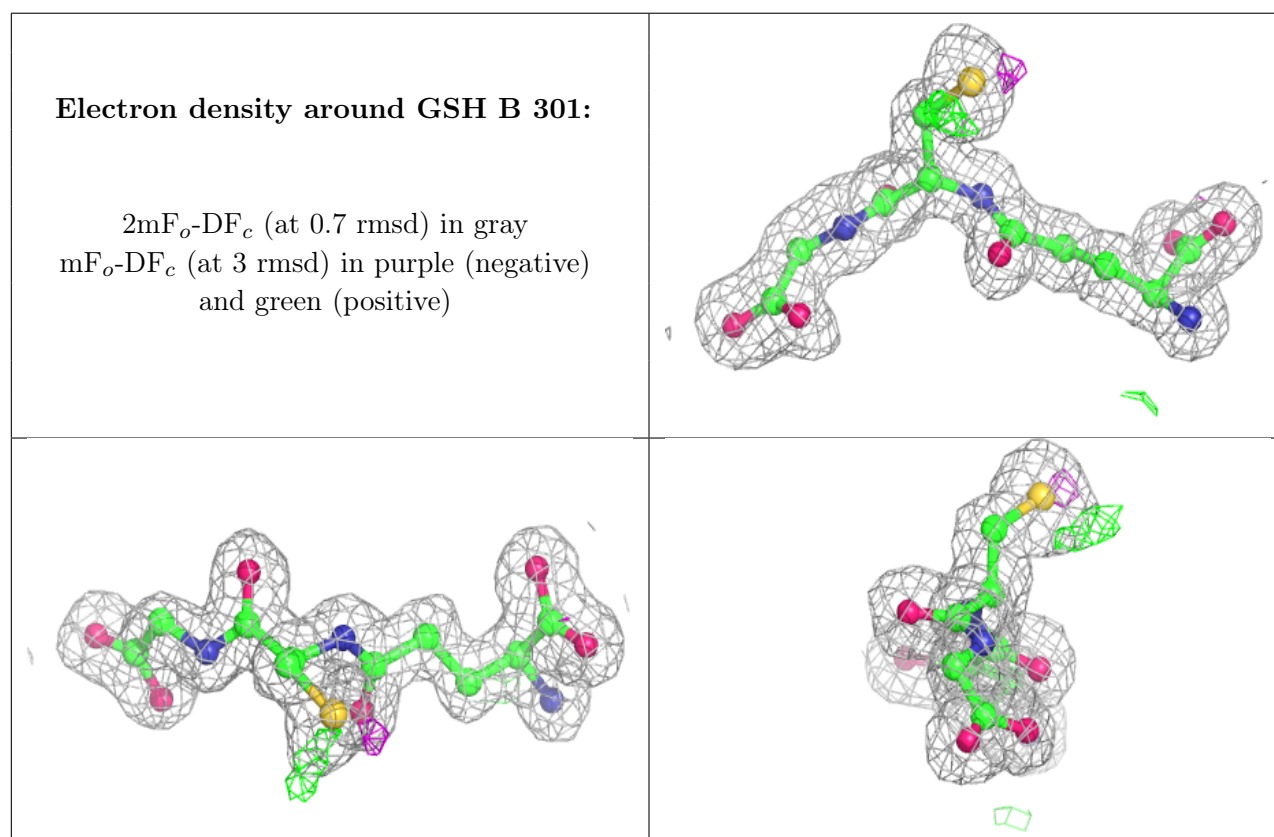 Electron density around GSH B 301:
2mFₒ-DF𝒸 (at 0.7 rmsd) in gray
mFₒ-DF𝒸 (at 3 rmsd) in purple (negative)
and green (positive)